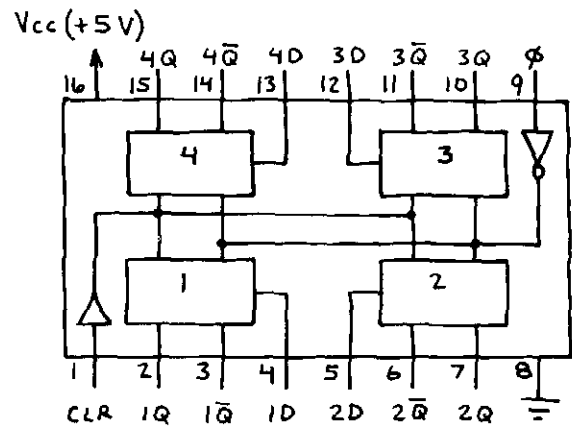 Vcc (+5 V)
4Q 4Q̅ 4D 3D 3Q̅ 3Q φ
16 15 14 13 12 11 10 9
4 3
1 2
1 2 3 4 5 6 7 8
CLR 1Q 1Q̅ 1D 2D 2Q̅ 2Q